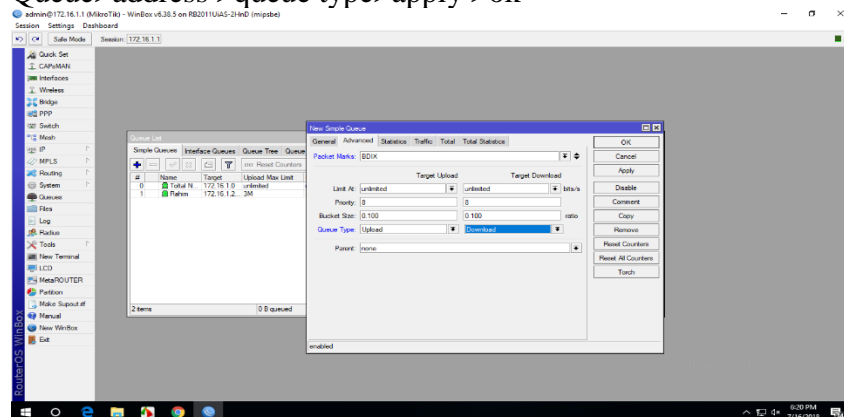 Queue> address > queue type> apply > ok
admin@172.16.1.1 (MikroTik) - WinBox v6.38.5 on RB2011UiAS-2HnD (mipsbe)
Session Settings Dashboard
Safe Mode Session: 172.16.1.1
Quick Set
CAPsMAN
Interfaces
Wireless
Bridge
PPP
Switch
Mesh
IP
MPLS
Routing
System
Queues
Files
Log
Radius
Tools
New Terminal
LCD
MetaROUTER
Partition
Make Supout.rif
Manual
New WinBox
Exit
RouterOS WinBox
Queue List
Simple Queues Interface Queues Queue Tree Queue
Reset Counters
# Name Target Upload Max Limit
0 Total N... 172.16.1.0 unlimited
1 Rahim 172.16.1.2... 3M
2 items 0 B queued
New Simple Queue
General Advanced Statistics Traffic Total Total Statistics
Packet Marks: BDIX
Target Upload Target Download
Limit At: unlimited unlimited bits/s
Priority: 8 8
Bucket Size: 0.100 0.100 ratio
Queue Type: Upload Download
Parent: none
enabled
OK
Cancel
Apply
Disable
Comment
Copy
Remove
Reset Counters
Reset All Counters
Torch
6:20 PM
7/16/2018